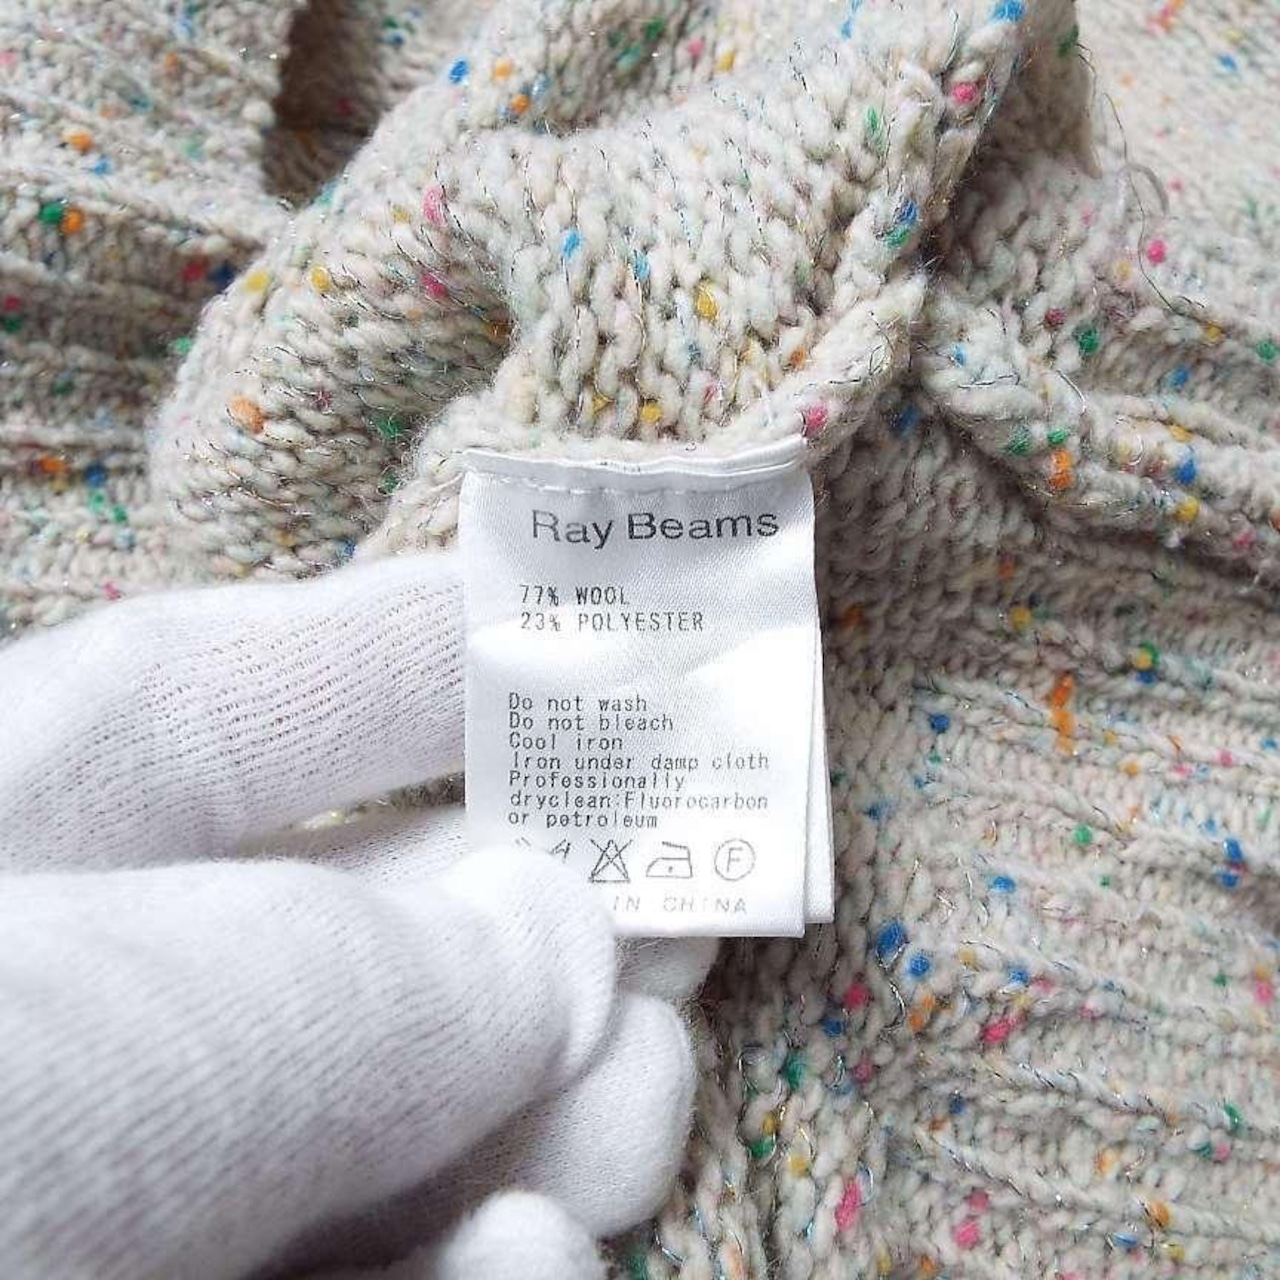 Ray Beams
77% WOOL
23% POLYESTER
Do not wash
Do not bleach
Cool iron
Iron under damp cloth
Professionally
dryclean:Fluorocarbon
or petroleum
F
IN CHINA